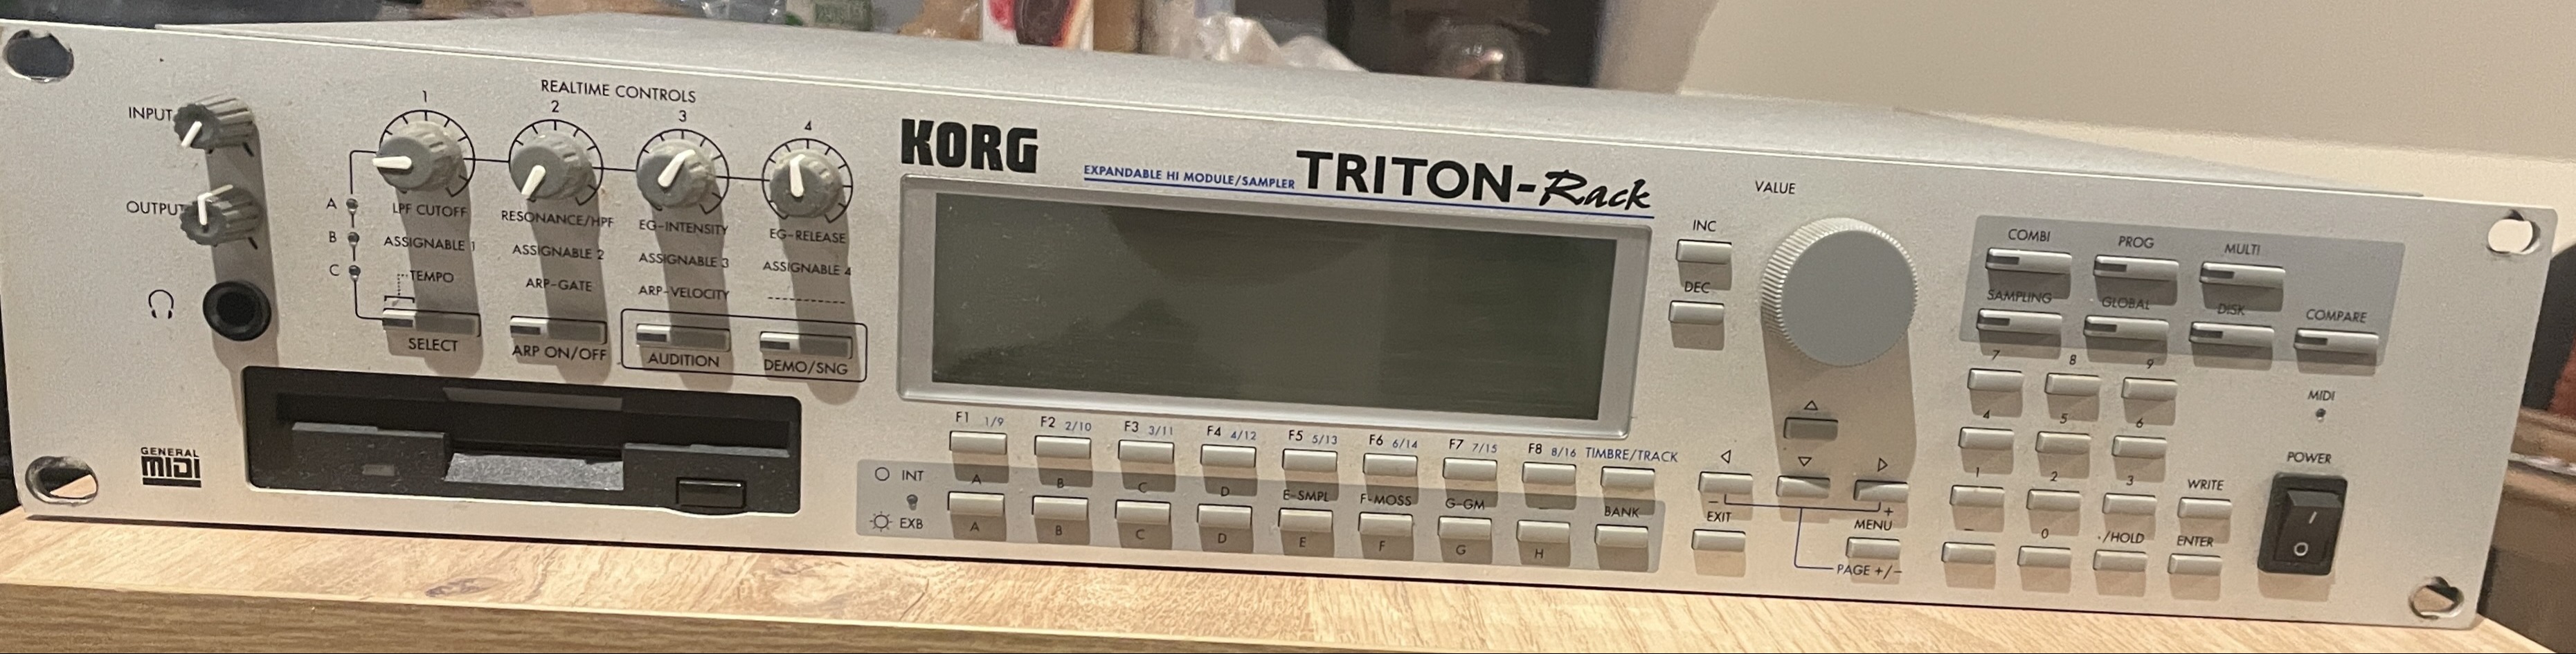 REALTIME CONTROLS
1 2 3 4
INPUT
OUTPUT
A LPF CUTOFF RESONANCE/HPF EG-INTENSITY EG-RELEASE
B ASSIGNABLE 1 ASSIGNABLE 2 ASSIGNABLE 3 ASSIGNABLE 4
C TEMPO ARP-GATE ARP-VELOCITY
SELECT ARP ON/OFF AUDITION DEMO/SNG
GENERAL
MIDI
KORG
EXPANDABLE HI MODULE/SAMPLER TRITON-Rack
F1 1/9 F2 2/10 F3 3/11 F4 4/12 F5 5/13 F6 6/14 F7 7/15 F8 8/16 TIMBRE/TRACK
INT A B C D E-SMPL F-MOSS G-GM - BANK
EXB A B C D E F G H
VALUE
INC
DEC
- +
EXIT MENU
PAGE +/-
COMBI PROG MULTI
SAMPLING GLOBAL DISK COMPARE
7 8 9
4 5 6
1 2 3 WRITE
- 0 ·/HOLD ENTER
MIDI
POWER
I
O